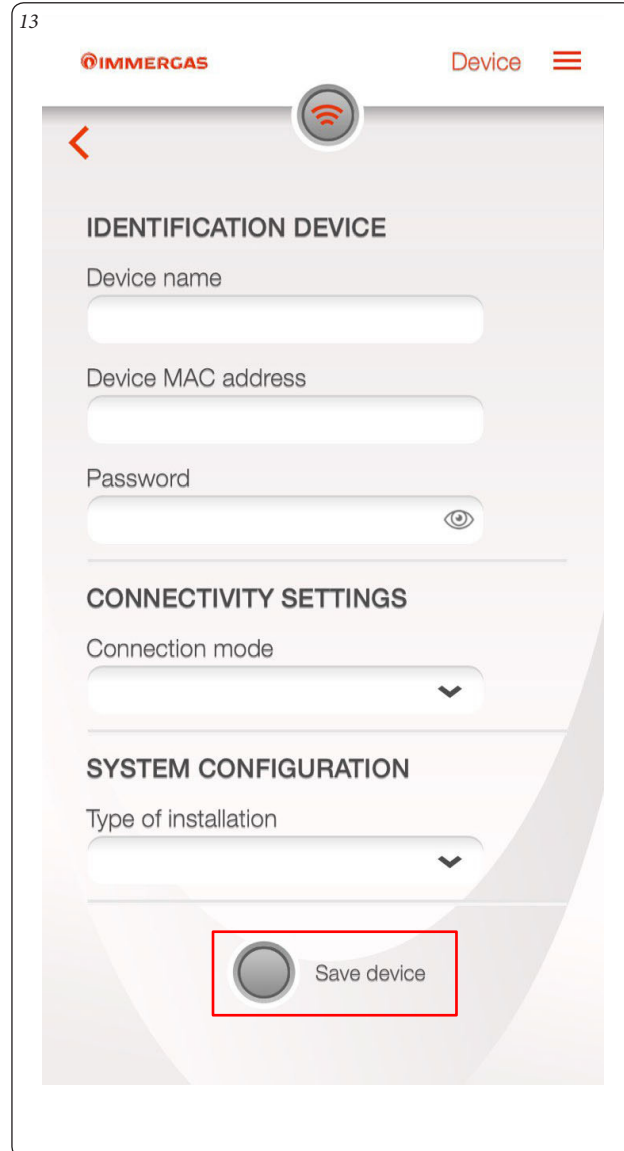 13
IMMERGAS
Device
IDENTIFICATION DEVICE
Device name
Device MAC address
Password
CONNECTIVITY SETTINGS
Connection mode
SYSTEM CONFIGURATION
Type of installation
Save device